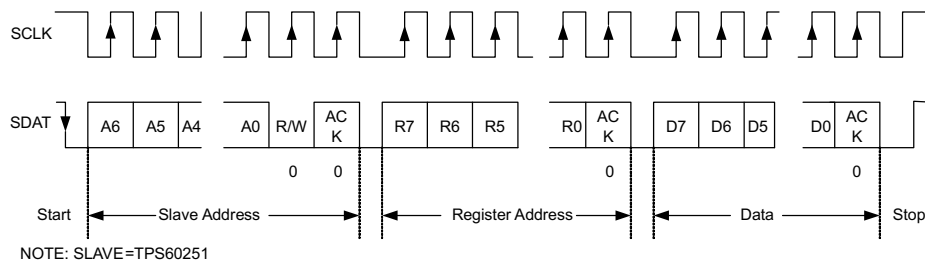 SCLK
SDAT
A6 A5 A4 A0 R/W AC K R7 R6 R5 R0 AC K D7 D6 D5 D0 AC K
0 0 0 0
Start Slave Address Register Address Data Stop
NOTE: SLAVE=TPS60251